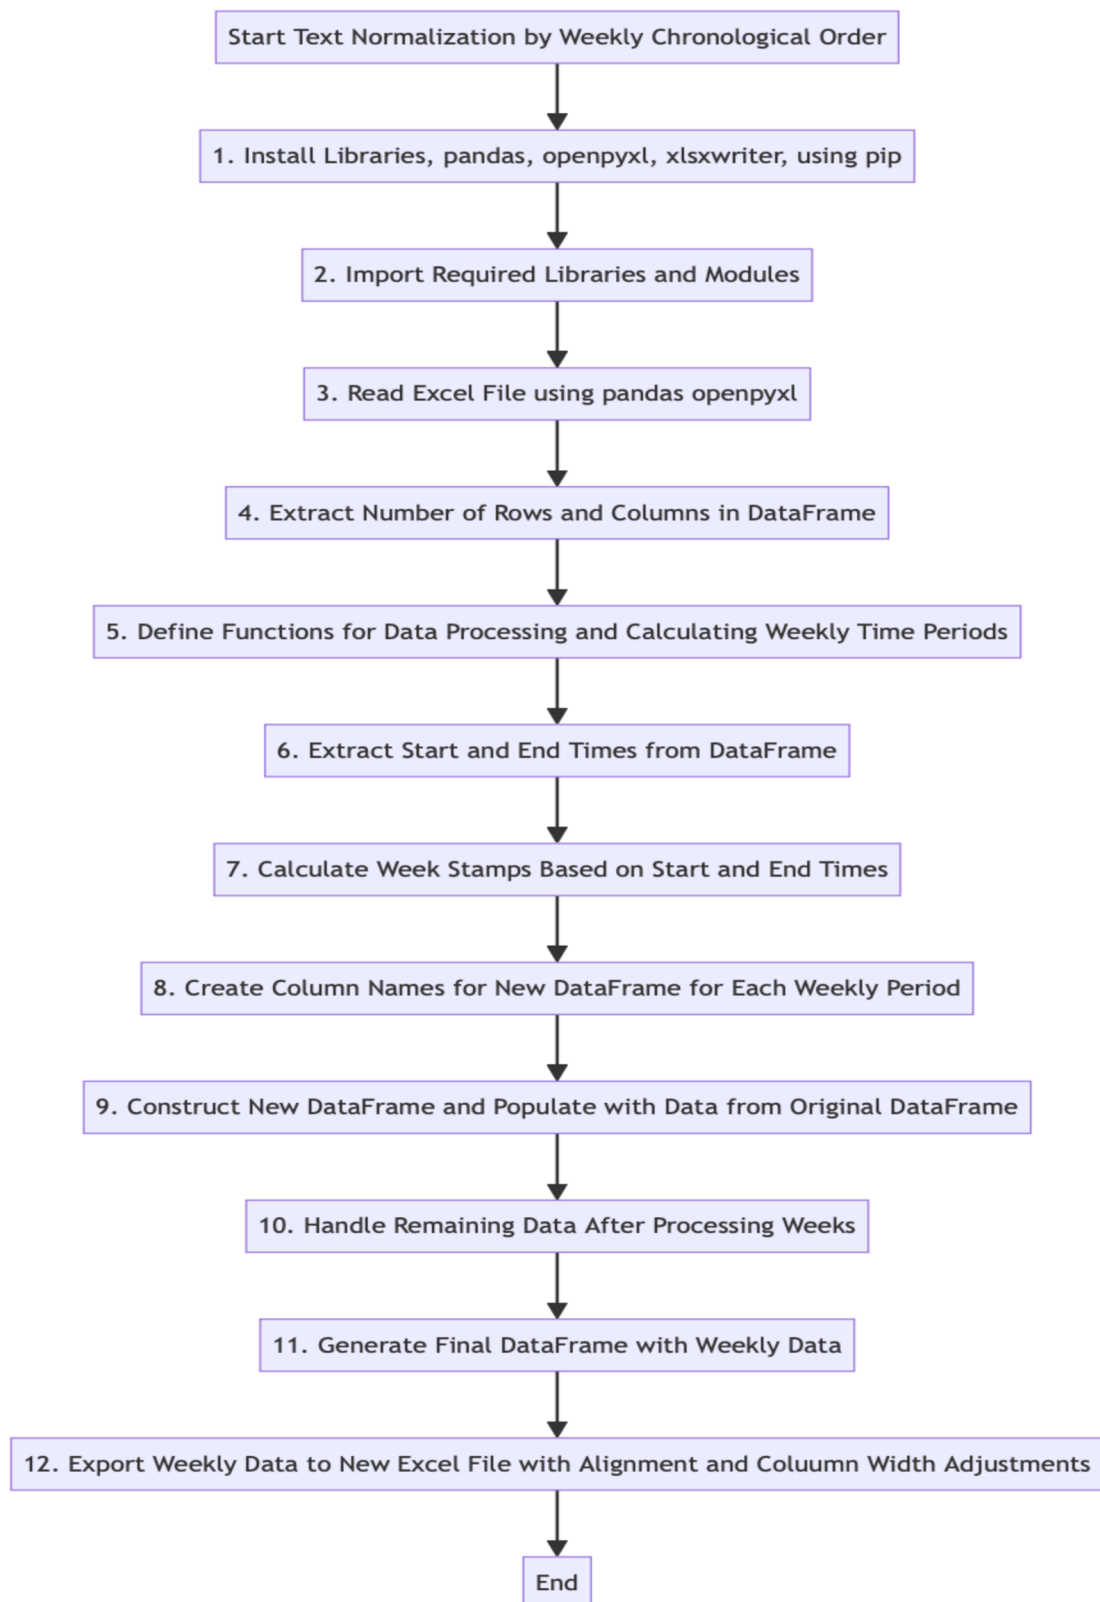 Start Text Normalization by Weekly Chronological Order
1. Install Libraries, pandas, openpyxl, xlsxwriter, using pip
2. Import Required Libraries and Modules
3. Read Excel File using pandas openpyxl
4. Extract Number of Rows and Columns in DataFrame
5. Define Functions for Data Processing and Calculating Weekly Time Periods
6. Extract Start and End Times from DataFrame
7. Calculate Week Stamps Based on Start and End Times
8. Create Column Names for New DataFrame for Each Weekly Period
9. Construct New DataFrame and Populate with Data from Original DataFrame
10. Handle Remaining Data After Processing Weeks
11. Generate Final DataFrame with Weekly Data
12. Export Weekly Data to New Excel File with Alignment and Coluumn Width Adjustments
End